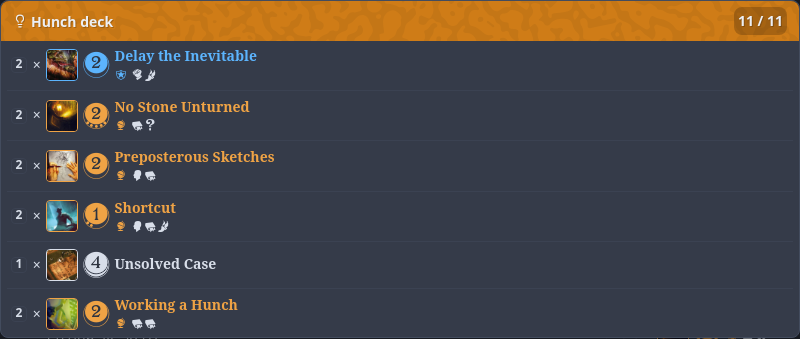 Hunch deck
11 / 11
2 × 2 Delay the Inevitable
2 × 2 No Stone Unturned
?
2 × 2 Preposterous Sketches
2 × 1 Shortcut
1 × 4 Unsolved Case
2 × 2 Working a Hunch